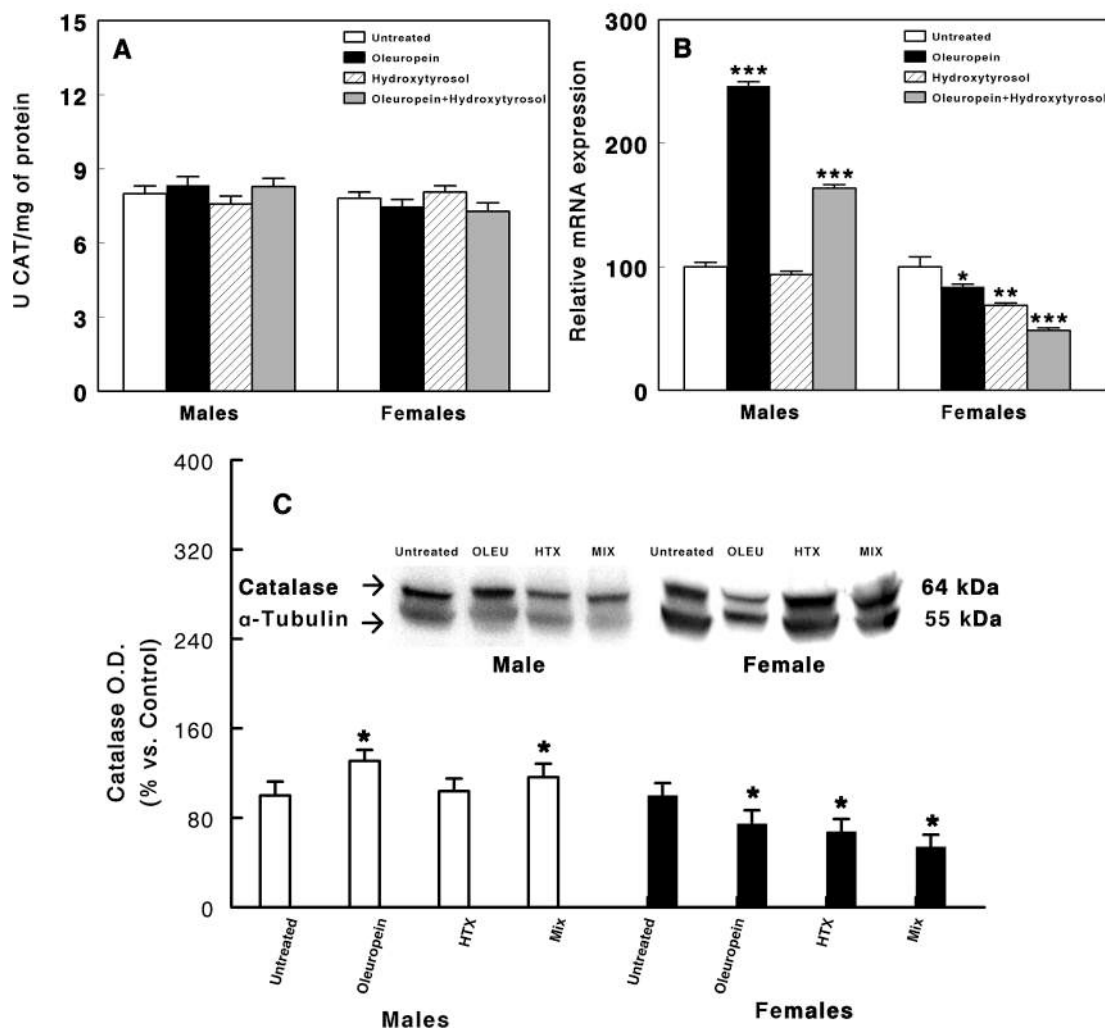 A
U CAT/mg of protein
15
12
9
6
3
0
Untreated
Oleuropein
Hydroxytyrosol
Oleuropein+Hydroxytyrosol
Males
Females
B
Relative mRNA expression
300
200
100
0
Untreated
Oleuropein
Hydroxytyrosol
Oleuropein+Hydroxytyrosol
***
***
*
**
***
Males
Females
C
Catalase O.D.
(% vs. Control)
400
320
240
160
80
0
Untreated OLEU HTX MIX Untreated OLEU HTX MIX
Catalase → 64 kDa
α-Tubulin → 55 kDa
Male Female
*
*
*
*
*
Untreated
Oleuropein
HTX
Mix
Untreated
Oleuropein
HTX
Mix
Males
Females